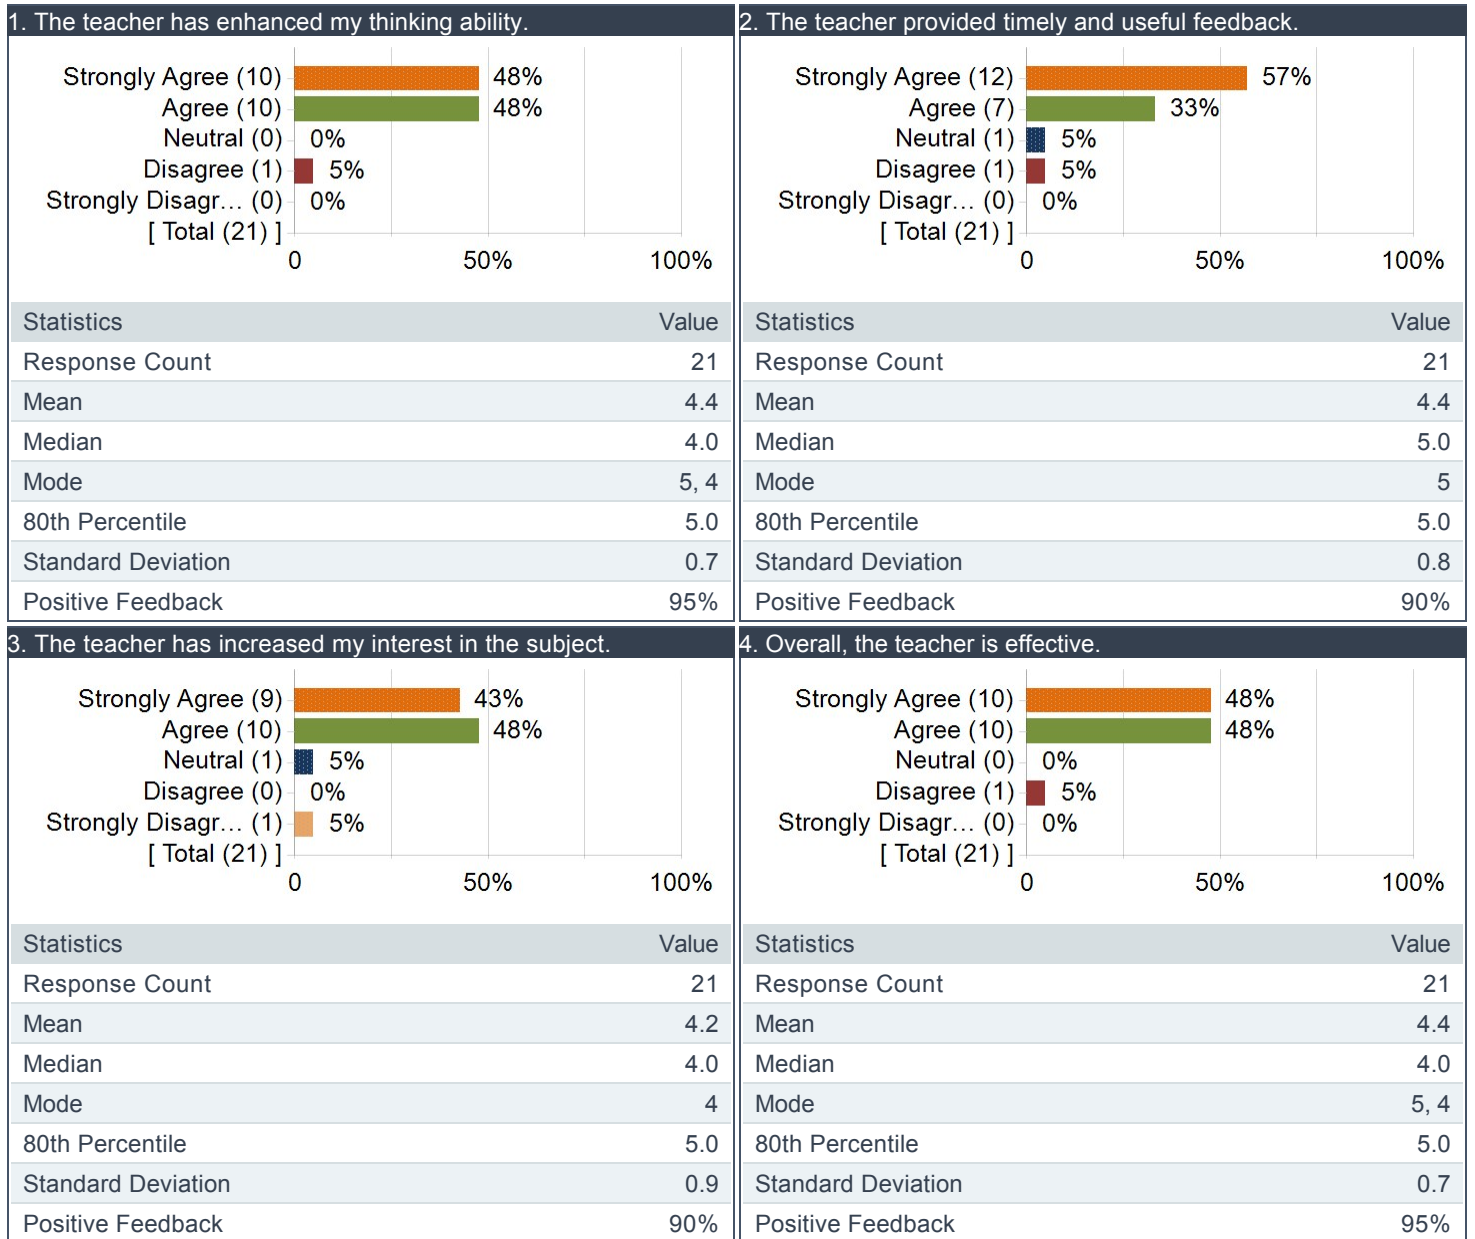 1. The teacher has enhanced my thinking ability.
Strongly Agree (10) 48%
Agree (10) 48%
Neutral (0) 0%
Disagree (1) 5%
Strongly Disagr... (0) 0%
[ Total (21) ]
0 50% 100%
Statistics Value
Response Count 21
Mean 4.4
Median 4.0
Mode 5, 4
80th Percentile 5.0
Standard Deviation 0.7
Positive Feedback 95%
2. The teacher provided timely and useful feedback.
Strongly Agree (12) 57%
Agree (7) 33%
Neutral (1) 5%
Disagree (1) 5%
Strongly Disagr... (0) 0%
[ Total (21) ]
0 50% 100%
Statistics Value
Response Count 21
Mean 4.4
Median 5.0
Mode 5
80th Percentile 5.0
Standard Deviation 0.8
Positive Feedback 90%
3. The teacher has increased my interest in the subject.
Strongly Agree (9) 43%
Agree (10) 48%
Neutral (1) 5%
Disagree (0) 0%
Strongly Disagr... (1) 5%
[ Total (21) ]
0 50% 100%
Statistics Value
Response Count 21
Mean 4.2
Median 4.0
Mode 4
80th Percentile 5.0
Standard Deviation 0.9
Positive Feedback 90%
4. Overall, the teacher is effective.
Strongly Agree (10) 48%
Agree (10) 48%
Neutral (0) 0%
Disagree (1) 5%
Strongly Disagr... (0) 0%
[ Total (21) ]
0 50% 100%
Statistics Value
Response Count 21
Mean 4.4
Median 4.0
Mode 5, 4
80th Percentile 5.0
Standard Deviation 0.7
Positive Feedback 95%